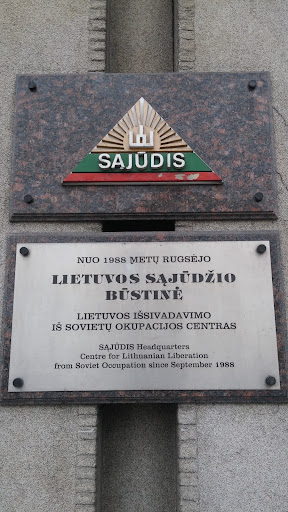 SĄJŪDIS
NUO 1988 METŲ RUGSĖJO
LIETUVOS SĄJŪDŽIO
BŪSTINĖ
LIETUVOS IŠSIVADAVIMO
IŠ SOVIETŲ OKUPACIJOS CENTRAS
SĄJŪDIS Headquarters
Centre for Lithuanian Liberation
from Soviet Occupation since September 1988